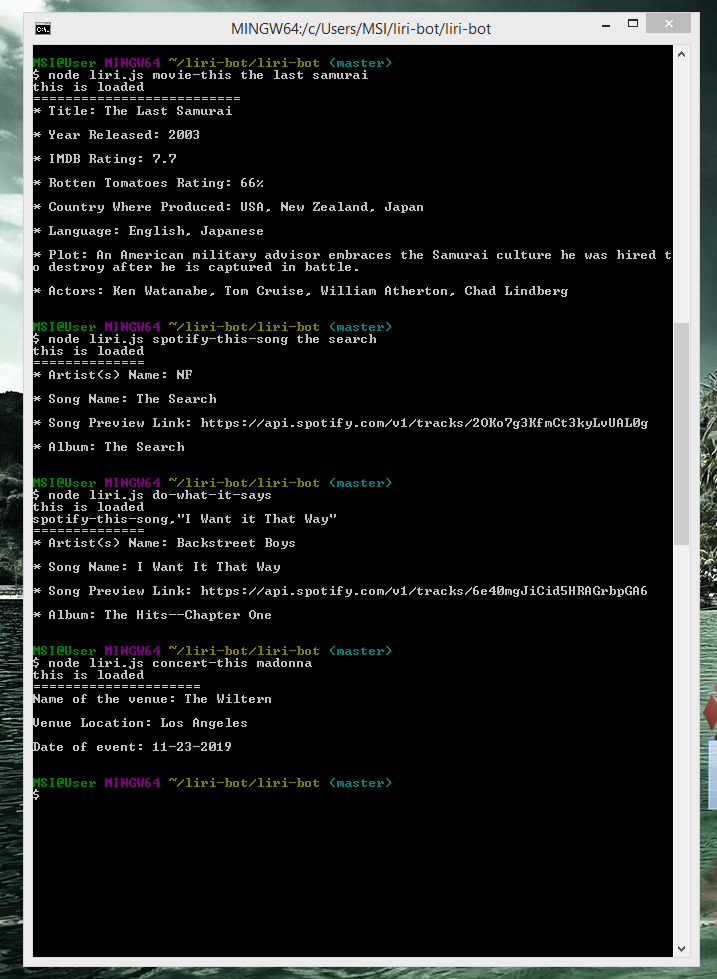 MINGW64:/c/Users/MSI/liri-bot/liri-bot
MSI@User MINGW64 ~/liri-bot/liri-bot (master)
$ node liri.js movie-this the last samurai
this is loaded
==========================
* Title: The Last Samurai
* Year Released: 2003
* IMDB Rating: 7.7
* Rotten Tomatoes Rating: 66%
* Country Where Produced: USA, New Zealand, Japan
* Language: English, Japanese
* Plot: An American military advisor embraces the Samurai culture he was hired t
o destroy after he is captured in battle.
* Actors: Ken Watanabe, Tom Cruise, William Atherton, Chad Lindberg
MSI@User MINGW64 ~/liri-bot/liri-bot (master)
$ node liri.js spotify-this-song the search
this is loaded
==============
* Artist(s) Name: NF
* Song Name: The Search
* Song Preview Link: https://api.spotify.com/v1/tracks/2OKo7g3KfmCt3kyLvUAL0g
* Album: The Search
MSI@User MINGW64 ~/liri-bot/liri-bot (master)
$ node liri.js do-what-it-says
this is loaded
spotify-this-song,"I Want it That Way"
==============
* Artist(s) Name: Backstreet Boys
* Song Name: I Want It That Way
* Song Preview Link: https://api.spotify.com/v1/tracks/6e40mgJiCid5HRAGrbpGA6
* Album: The Hits--Chapter One
MSI@User MINGW64 ~/liri-bot/liri-bot (master)
$ node liri.js concert-this madonna
this is loaded
=====================
Name of the venue: The Wiltern
Venue Location: Los Angeles
Date of event: 11-23-2019
MSI@User MINGW64 ~/liri-bot/liri-bot (master)
$